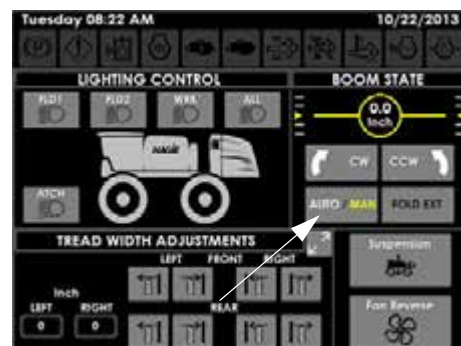 Tuesday 08:22 AM 10/22/2013
LIGHTING CONTROL
BOOM STATE
FLD1 FLD2 WRK ALL
0.0
Inch
CW CCW
AUTO / MAN FOLD EXT
ATCH
TREAD WIDTH ADJUSTMENTS
LEFT FRONT RIGHT
Suspension
Inch
LEFT RIGHT
REAR
0 0
Fan Reverse